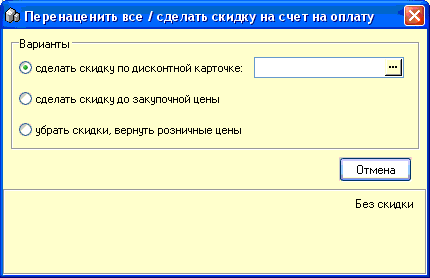 Перенаценить все / сделать скидку на счет на оплату
Варианты
сделать скидку по дисконтной карточке:
...
сделать скидку до закупочной цены
убрать скидки, вернуть розничные цены
Отмена
Без скидки